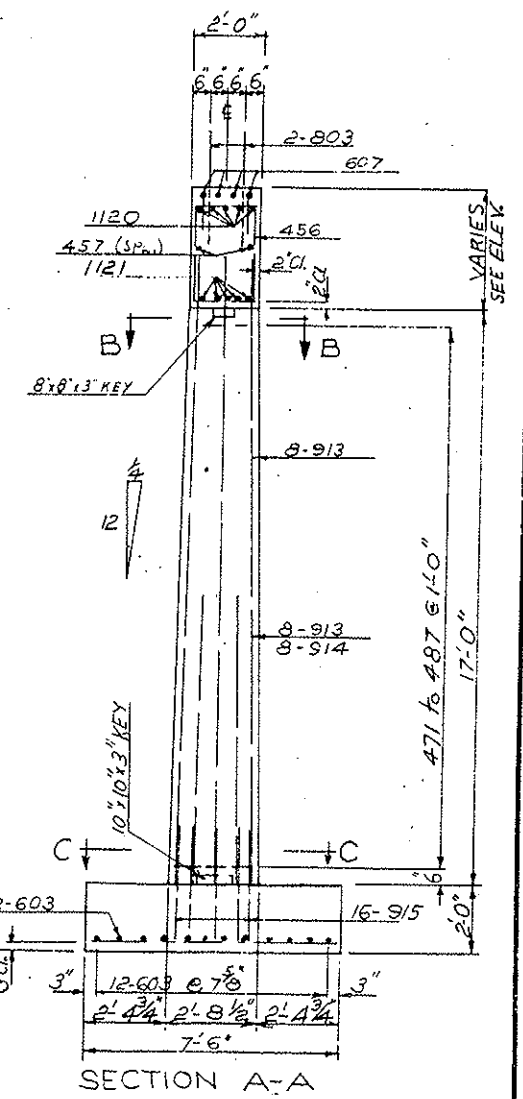 2'-0"
6" 6" 6" 6"
2-803
607
1120
456
457 (SPA.)
1121
2"Cl.
2"Cl
VARIES
SEE ELEV.
B
B
8"x8"x3" KEY
8-913
1/4
12
8-913
8-914
471 to 487 @ 1'-0"
17'-0"
10"x10"x3" KEY
C
C
6"
-603
16-915
2'-0"
3"
12-603 @ 7 5/8"
3"
2'-4 3/4" 2'-8 1/2" 2'-4 3/4"
7'-6"
SECTION A-A